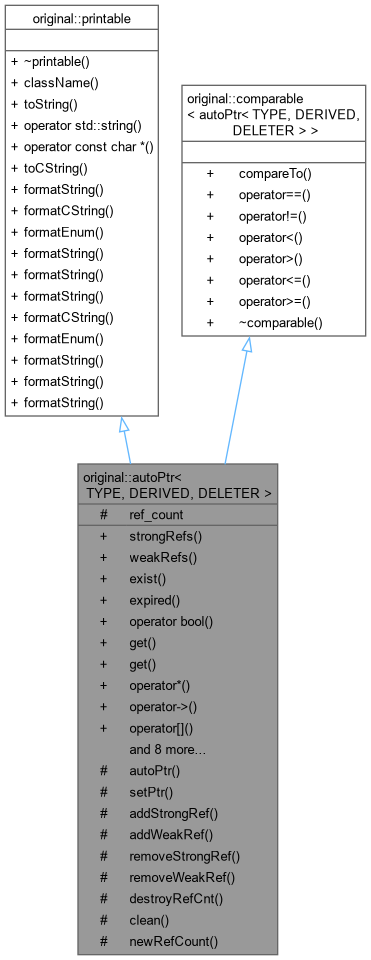 original::printable
+ ~printable()
+ className()
+ toString()
+ operator std::string()
+ operator const char *()
+ toCString()
+ formatString()
+ formatCString()
+ formatEnum()
+ formatString()
+ formatString()
+ formatString()
+ formatCString()
+ formatEnum()
+ formatString()
+ formatString()
+ formatString()
original::comparable
< autoPtr< TYPE, DERIVED,
DELETER > >
+ compareTo()
+ operator==()
+ operator!=()
+ operator<()
+ operator>()
+ operator<=()
+ operator>=()
+ ~comparable()
original::autoPtr<
TYPE, DERIVED, DELETER >
# ref_count
+ strongRefs()
+ weakRefs()
+ exist()
+ expired()
+ operator bool()
+ get()
+ get()
+ operator*()
+ operator->()
+ operator[]()
and 8 more...
# autoPtr()
# setPtr()
# addStrongRef()
# addWeakRef()
# removeStrongRef()
# removeWeakRef()
# destroyRefCnt()
# clean()
# newRefCount()